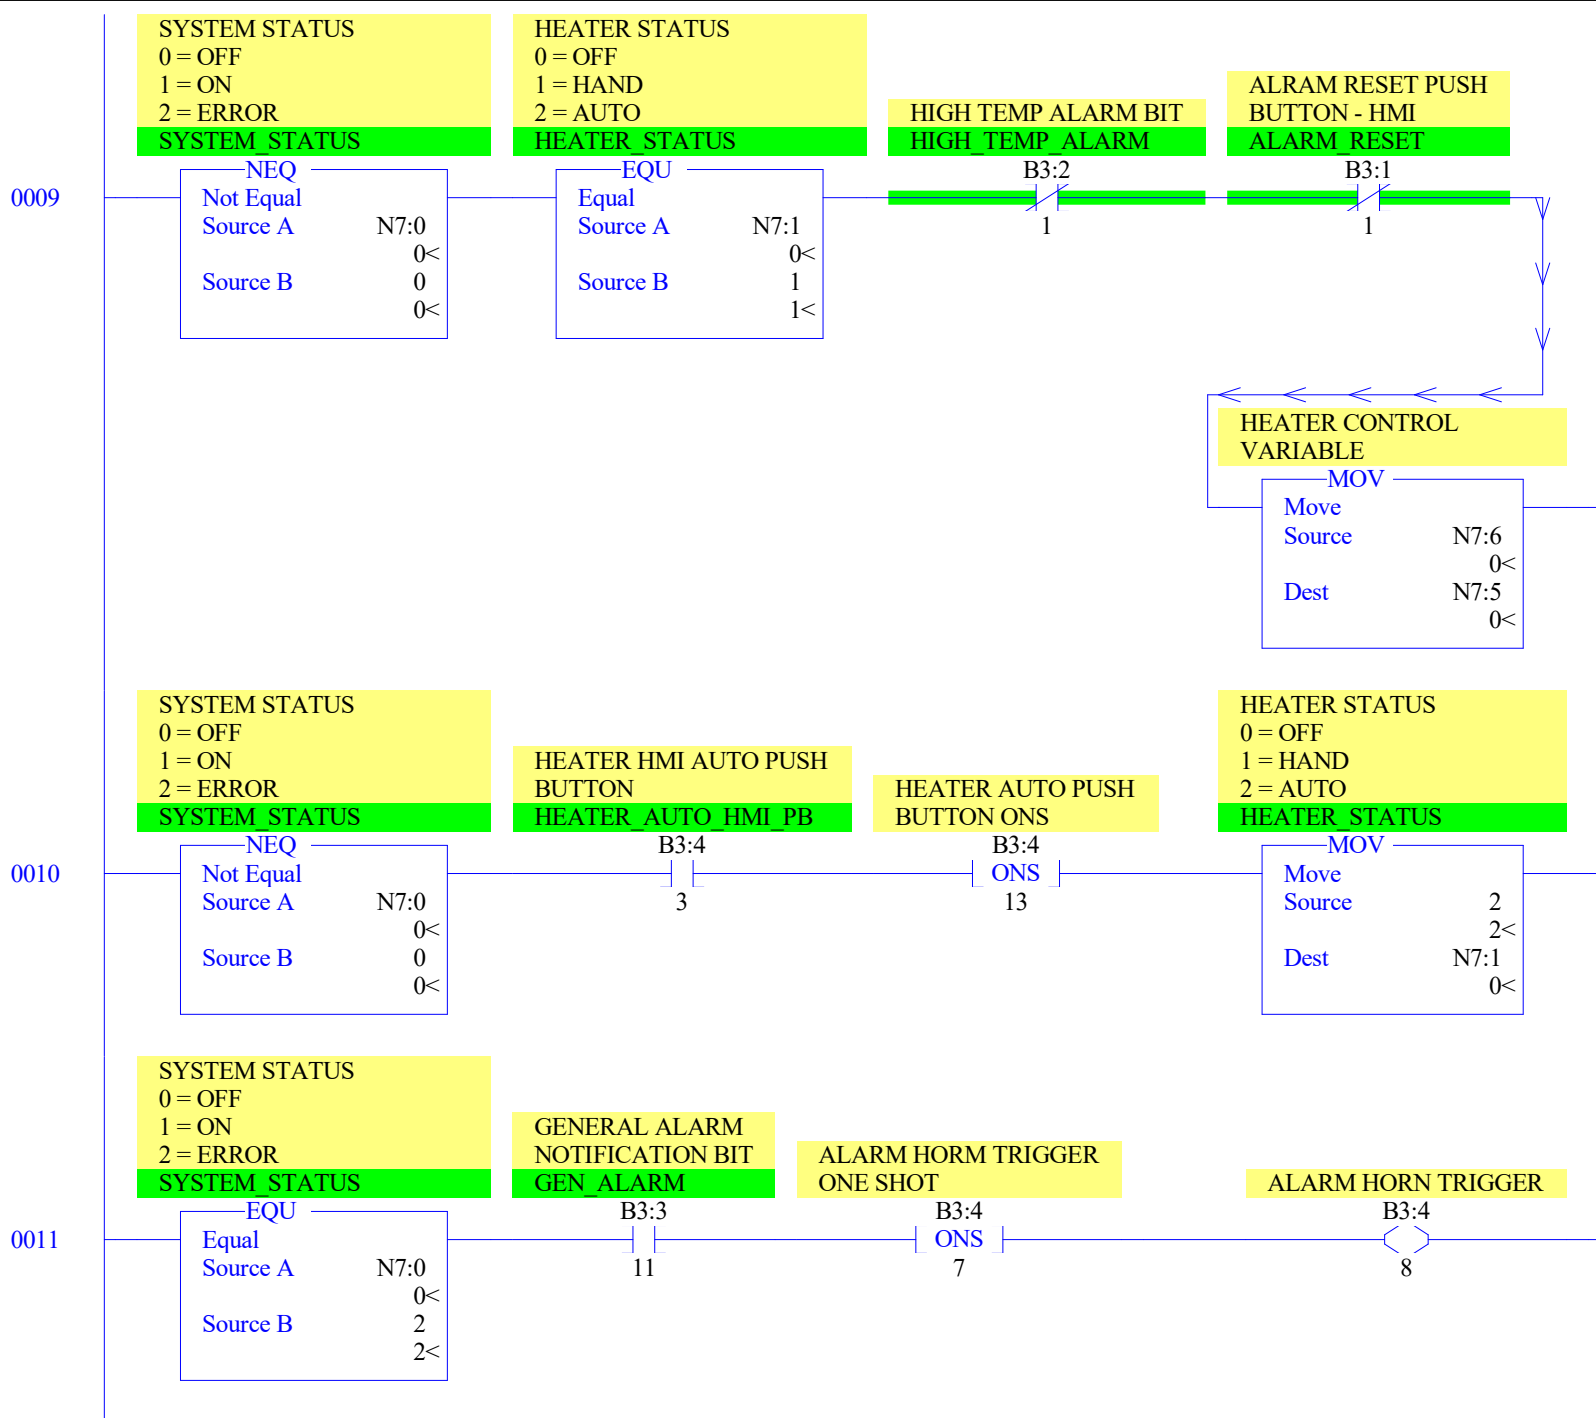 SYSTEM STATUS
0 = OFF
1 = ON
2 = ERROR
SYSTEM_STATUS
HEATER STATUS
0 = OFF
1 = HAND
2 = AUTO
HEATER_STATUS
HIGH TEMP ALARM BIT
HIGH_TEMP_ALARM
ALRAM RESET PUSH
BUTTON - HMI
ALARM_RESET
0009
NEQ
Not Equal
Source A N7:0
0<
Source B 0
0<
EQU
Equal
Source A N7:1
0<
Source B 1
1<
B3:2
1
B3:1
1
HEATER CONTROL
VARIABLE
MOV
Move
Source N7:6
0<
Dest N7:5
0<
SYSTEM STATUS
0 = OFF
1 = ON
2 = ERROR
SYSTEM_STATUS
HEATER HMI AUTO PUSH
BUTTON
HEATER_AUTO_HMI_PB
HEATER AUTO PUSH
BUTTON ONS
HEATER STATUS
0 = OFF
1 = HAND
2 = AUTO
HEATER_STATUS
0010
NEQ
Not Equal
Source A N7:0
0<
Source B 0
0<
B3:4
3
B3:4
ONS
13
MOV
Move
Source 2
2<
Dest N7:1
0<
SYSTEM STATUS
0 = OFF
1 = ON
2 = ERROR
SYSTEM_STATUS
GENERAL ALARM
NOTIFICATION BIT
GEN_ALARM
ALARM HORM TRIGGER
ONE SHOT
ALARM HORN TRIGGER
0011
EQU
Equal
Source A N7:0
0<
Source B 2
2<
B3:3
11
B3:4
ONS
7
B3:4
8